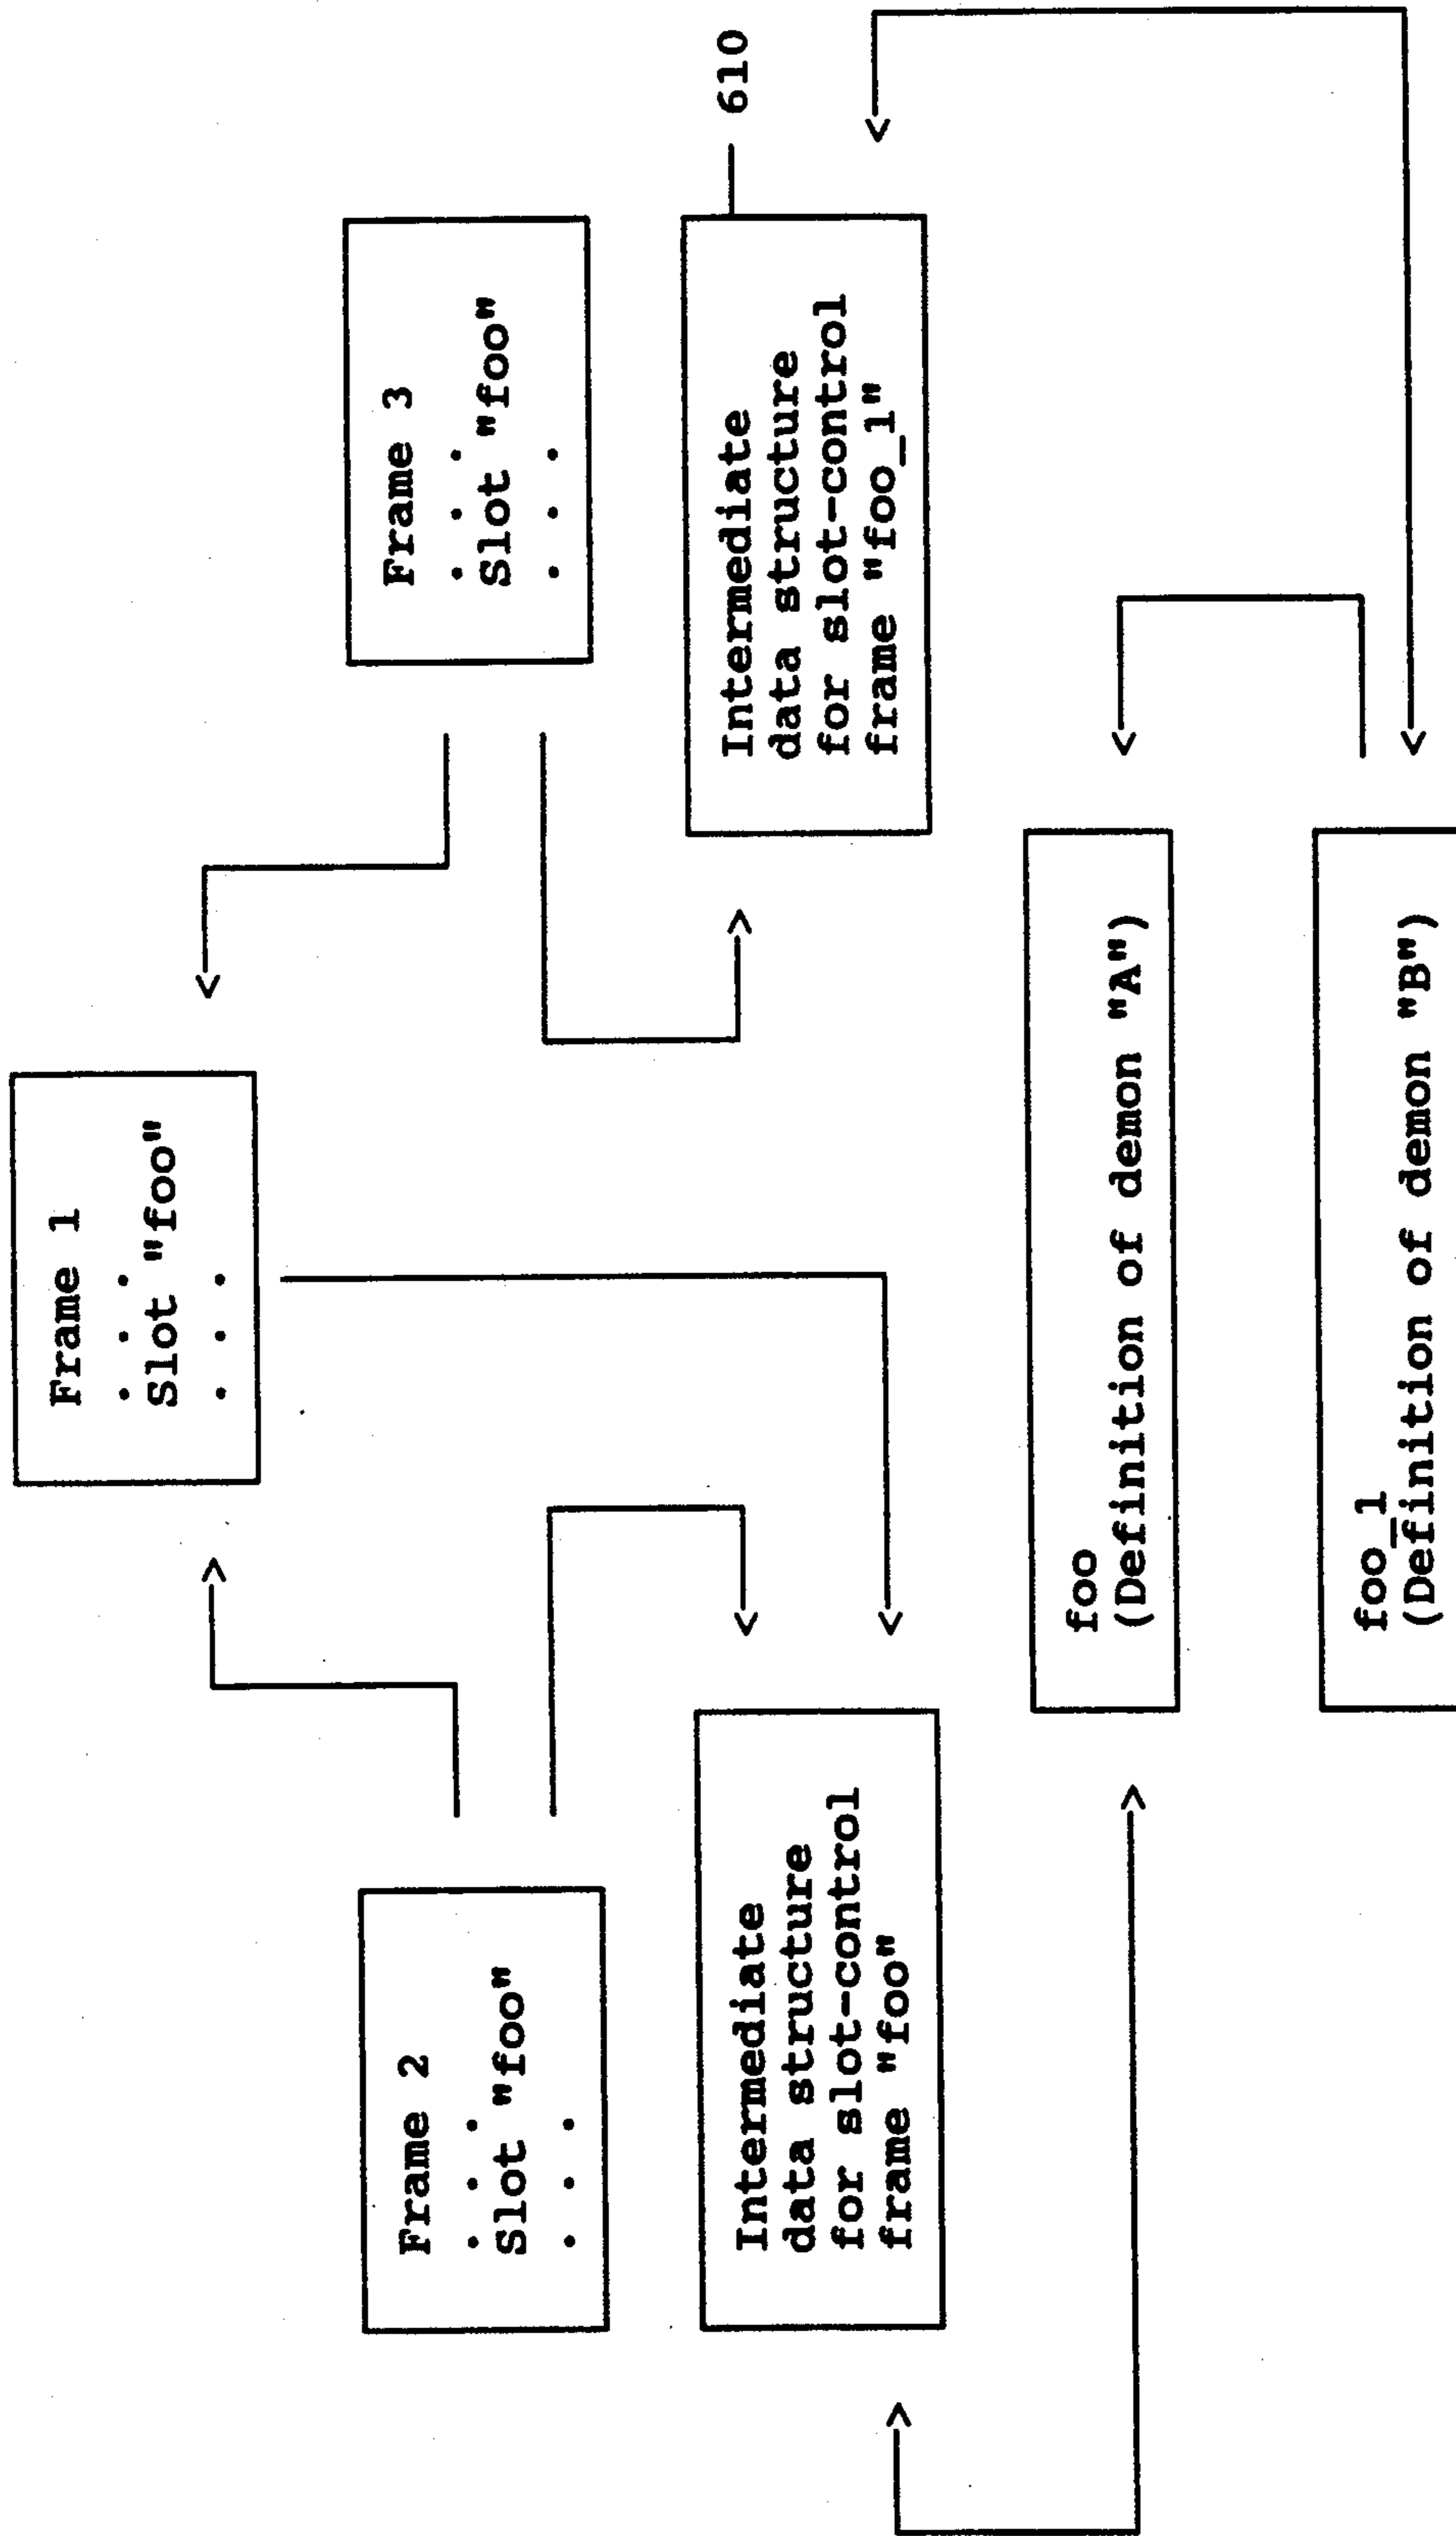 Frame 1
. . .
Slot "foo"
. . .
Frame 2
. . .
Slot "foo"
. . .
Frame 3
. . .
Slot "foo"
. . .
Intermediate
data structure
for slot-control
frame "foo"
Intermediate
data structure
for slot-control
frame "foo_1"
610
foo
(Definition of demon "A")
foo_1
(Definition of demon "B")